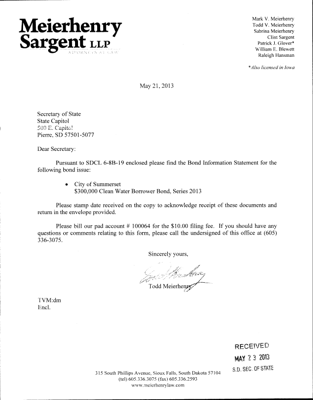 Meierhenry
Sargent LLP
Mark V. Meierhenry
Todd V. Meierhenry
Sabrina Meierhenry
Clint Sargent
Patrick J. Glover*
William E. Blewett
Raleigh Hansman
*Also licensed in Iowa
May 21, 2013
Secretary of State
State Capitol
500 E. Capitol
Pierre, SD 57501-5077
Dear Secretary:
Pursuant to SDCL 6-8B-19 enclosed please find the Bond Information Statement for the
following bond issue:
• City of Summerset
$300,000 Clean Water Borrower Bond, Series 2013
Please stamp date received on the copy to acknowledge receipt of these documents and
return in the envelope provided.
Please bill our pad account # 100064 for the $10.00 filing fee. If you should have any
questions or comments relating to this form, please call the undersigned of this office at (605)
336-3075.
Sincerely yours,
Todd Meierhenry
TVM:dm
Encl.
RECEIVED
MAY 23 2013
S.D. SEC. OF STATE
315 South Phillips Avenue, Sioux Falls, South Dakota 57104
(tel) 605.336.3075 (fax) 605.336.2593
www.meierhenrylaw.com